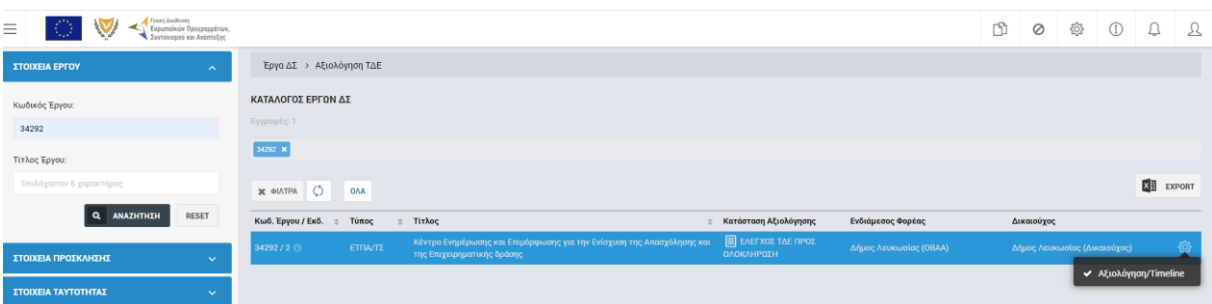 Γενική Διεύθυνση
Ευρωπαϊκών Προγραμμάτων,
Συντονισμού και Ανάπτυξης
ΣΤΟΙΧΕΙΑ ΕΡΓΟΥ
Κωδικός Έργου:
34292
Τίτλος Έργου:
Τουλάχιστον 6 χαρακτήρες
ΑΝΑΖΗΤΗΣΗ RESET
ΣΤΟΙΧΕΙΑ ΠΡΟΣΚΛΗΣΗΣ
ΣΤΟΙΧΕΙΑ ΤΑΥΤΟΤΗΤΑΣ
Έργα ΔΣ > Αξιολόγηση ΤΔΕ
ΚΑΤΑΛΟΓΟΣ ΕΡΓΩΝ ΔΣ
Εγγραφές: 1
34292 ✖
✖ ΦΙΛΤΡΑ ΟΛΑ EXPORT
Κωδ. Έργου / Εκδ. Τύπος Τίτλος Κατάσταση Αξιολόγησης Ενδιάμεσος Φορέας Δικαιούχος
34292 / 2 ΕΤΠΑ/ΤΣ Κέντρο Ενημέρωσης και Επιμόρφωσης για την Ενίσχυση της Απασχόλησης και ΕΛΕΓΧΟΣ ΤΔΕ ΠΡΟΣ Δήμος Λευκωσίας (DBAA) Δήμος Λευκωσίας (Δικαιούχος)
της Επιχειρηματικής δράσης ΟΛΟΚΛΗΡΩΣΗ
✔ Αξιολόγηση/Timeline